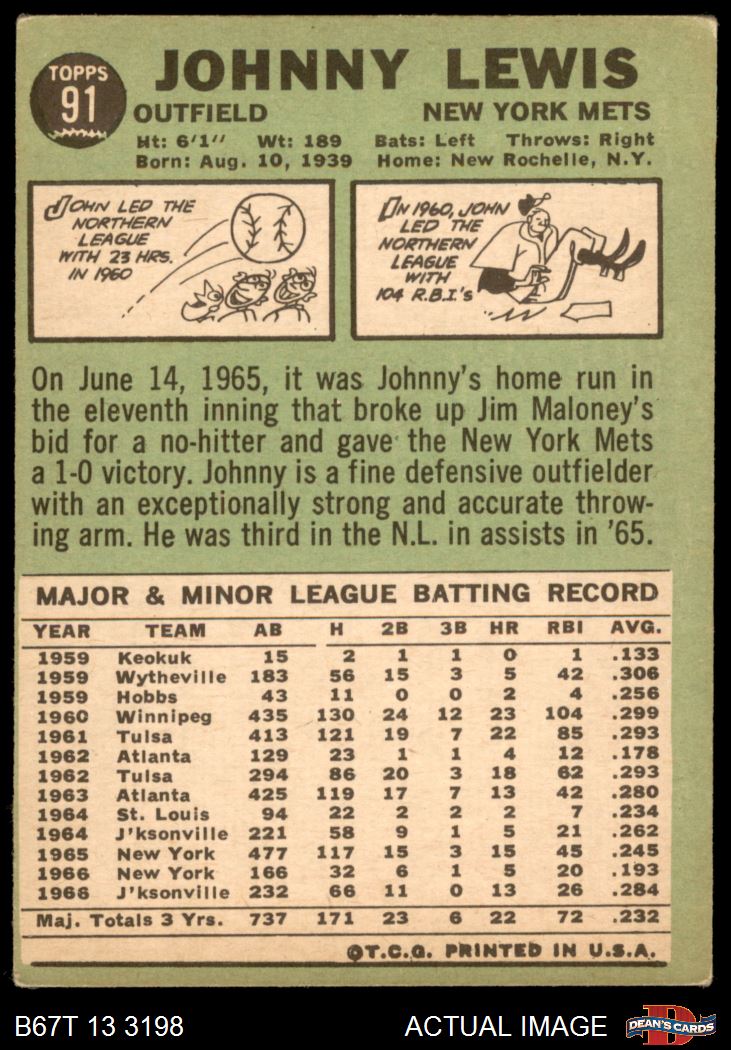 TOPPS
91
JOHNNY LEWIS
OUTFIELD NEW YORK METS
Ht: 6'1" Wt: 189 Bats: Left Throws: Right
Born: Aug. 10, 1939 Home: New Rochelle, N.Y.
JOHN LED THE
NORTHERN
LEAGUE
WITH 23 HRS.
IN 1960
IN 1960, JOHN
LED THE
NORTHERN
LEAGUE
WITH
104 R.B.I.'s
On June 14, 1965, it was Johnny's home run in
the eleventh inning that broke up Jim Maloney's
bid for a no-hitter and gave the New York Mets
a 1-0 victory. Johnny is a fine defensive outfielder
with an exceptionally strong and accurate throw-
ing arm. He was third in the N.L. in assists in '65.
MAJOR & MINOR LEAGUE BATTING RECORD
YEAR TEAM AB H 2B 3B HR RBI AVG.
1959 Keokuk 15 2 1 1 0 1 .133
1959 Wytheville 183 56 15 3 5 42 .306
1959 Hobbs 43 11 0 0 2 4 .256
1960 Winnipeg 435 130 24 12 23 104 .299
1961 Tulsa 413 121 19 7 22 85 .293
1962 Atlanta 129 23 1 1 4 12 .178
1962 Tulsa 294 86 20 3 18 62 .293
1963 Atlanta 425 119 17 7 13 42 .280
1964 St. Louis 94 22 2 2 2 7 .234
1964 J'ksonville 221 58 9 1 5 21 .262
1965 New York 477 117 15 3 15 45 .245
1966 New York 166 32 6 1 5 20 .193
1966 J'ksonville 232 66 11 0 13 26 .284
Maj. Totals 3 Yrs. 737 171 23 6 22 72 .232
©T.C.G. PRINTED IN U.S.A.
B67T 13 3198 ACTUAL IMAGE
DEAN'S CARDS